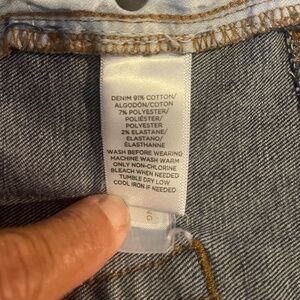 DENIM 91% COTTON/
ALGODÓN/COTON
7% POLYESTER/
POLIÉSTER/
POLYESTER
2% ELASTANE/
ELASTANO/
ÉLASTHANNE
WASH BEFORE WEARING
MACHINE WASH WARM
ONLY NON-CHLORINE
BLEACH WHEN NEEDED
TUMBLE DRY LOW
COOL IRON IF NEEDED